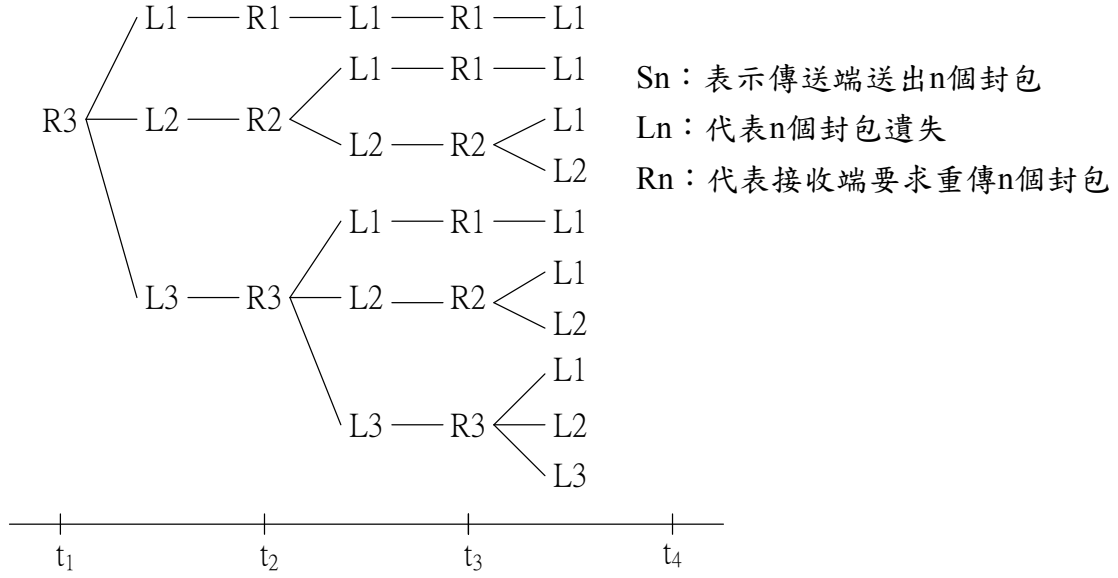 L1 R1 L1 R1 L1
L1 R1 L1
R3 L2 R2 L1
L2 R2
L2
L1 R1 L1
L1
L3 R3 L2 R2
L2
L1
L3 R3 L2
L3
Sn：表示傳送端送出n個封包
Ln：代表n個封包遺失
Rn：代表接收端要求重傳n個封包
t1 t2 t3 t4